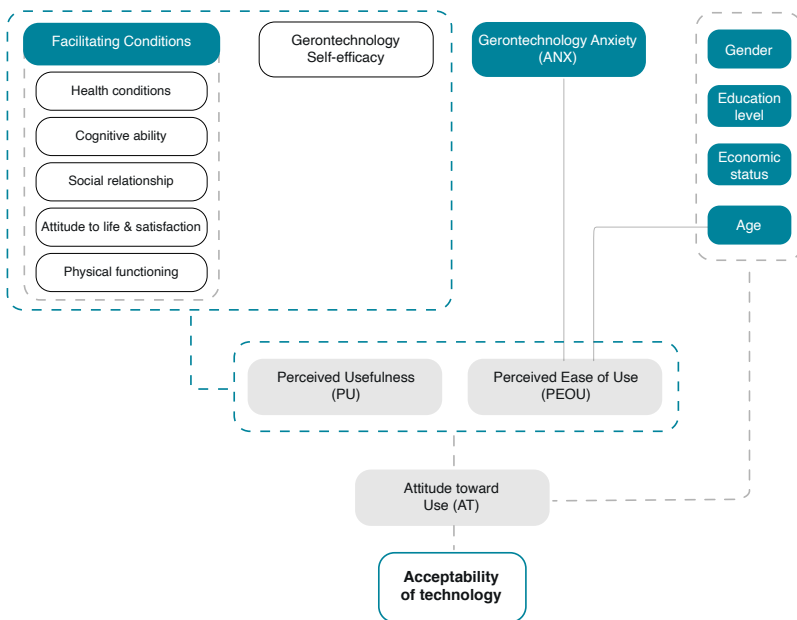 Facilitating Conditions
Health conditions
Cognitive ability
Social relationship
Attitude to life & satisfaction
Physical functioning
Gerontechnology
Self-efficacy
Gerontechnology Anxiety
(ANX)
Gender
Education
level
Economic
status
Age
Perceived Usefulness
(PU)
Perceived Ease of Use
(PEOU)
Attitude toward
Use (AT)
Acceptability
of technology